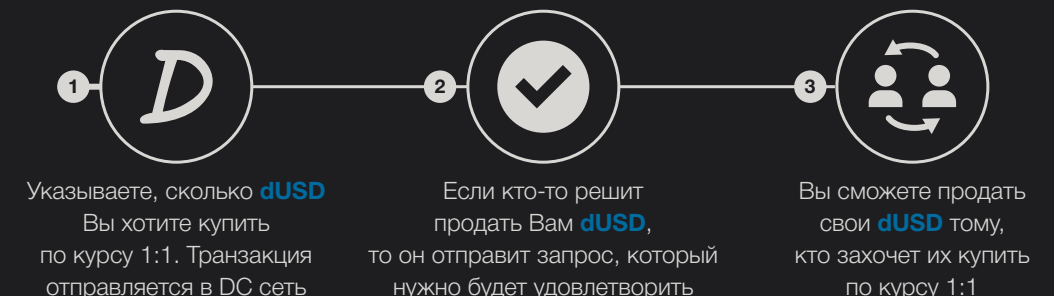 1
D
2
3
Указываете, сколько dUSD
Вы хотите купить
по курсу 1:1. Транзакция
отправляется в DC сеть
Если кто-то решит
продать Вам dUSD,
то он отправит запрос, который
нужно будет удовлетворить
Вы сможете продать
свои dUSD тому,
кто захочет их купить
по курсу 1:1